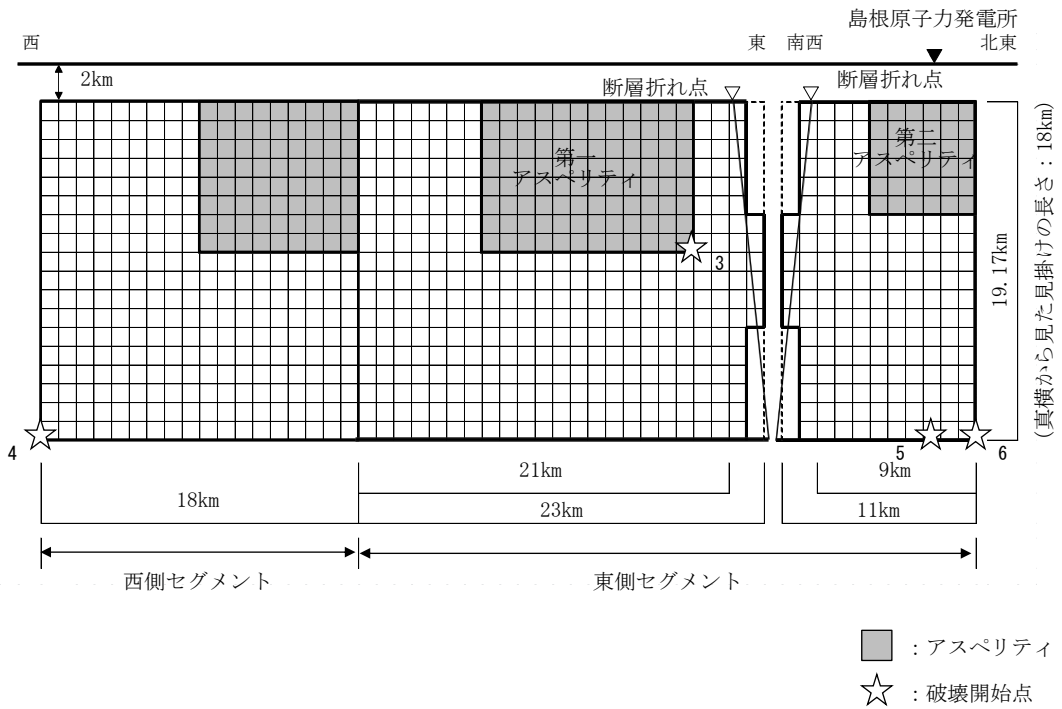 島根原子力発電所
西
東
南西
北東
2km
断層折れ点
断層折れ点
第一
アスペリティ
第二
アスペリティ
3
19.17km
(真横から見た見掛けの長さ：18km)
4
5
6
21km
9km
18km
23km
11km
西側セグメント
東側セグメント
：アスペリティ
：破壊開始点